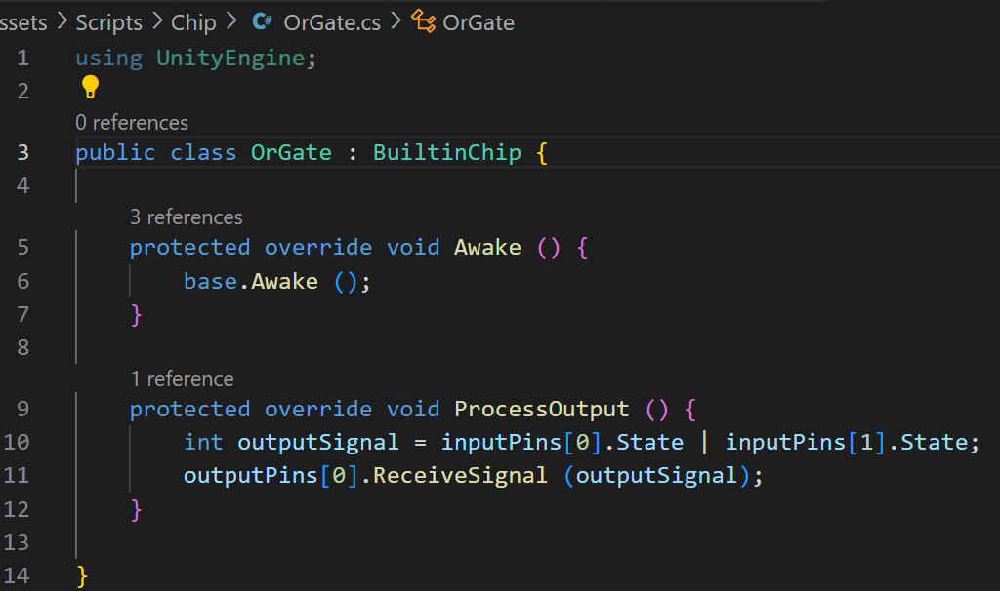 ssets > Scripts > Chip > C# OrGate.cs > OrGate
1 using UnityEngine;
2
0 references
3 public class OrGate : BuiltinChip {
4
3 references
5 protected override void Awake () {
6 base.Awake ();
7 }
8
1 reference
9 protected override void ProcessOutput () {
10 int outputSignal = inputPins[0].State | inputPins[1].State;
11 outputPins[0].ReceiveSignal (outputSignal);
12 }
13
14 }